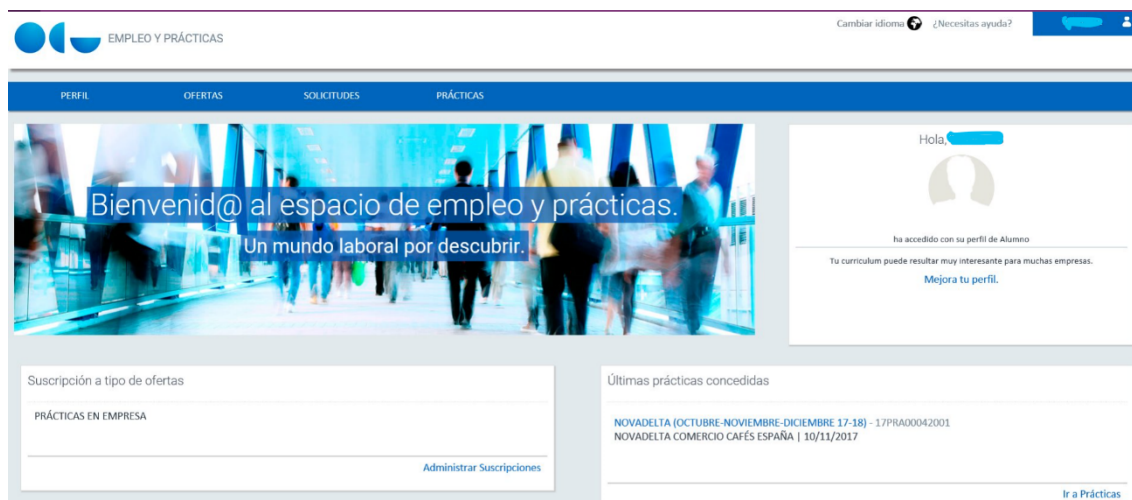 EMPLEO Y PRÁCTICAS
Cambiar idioma ¿Necesitas ayuda?
PERFIL OFERTAS SOLICITUDES PRÁCTICAS
Bienvenid@ al espacio de empleo y prácticas.
Un mundo laboral por descubrir.
Hola,
ha accedido con su perfil de Alumno
Tu curriculum puede resultar muy interesante para muchas empresas.
Mejora tu perfil.
Suscripción a tipo de ofertas
PRÁCTICAS EN EMPRESA
Administrar Suscripciones
Últimas prácticas concedidas
NOVADELTA (OCTUBRE-NOVIEMBRE-DICIEMBRE 17-18) - 17PRA00042001
NOVADELTA COMERCIO CAFÉS ESPAÑA | 10/11/2017
Ir a Prácticas